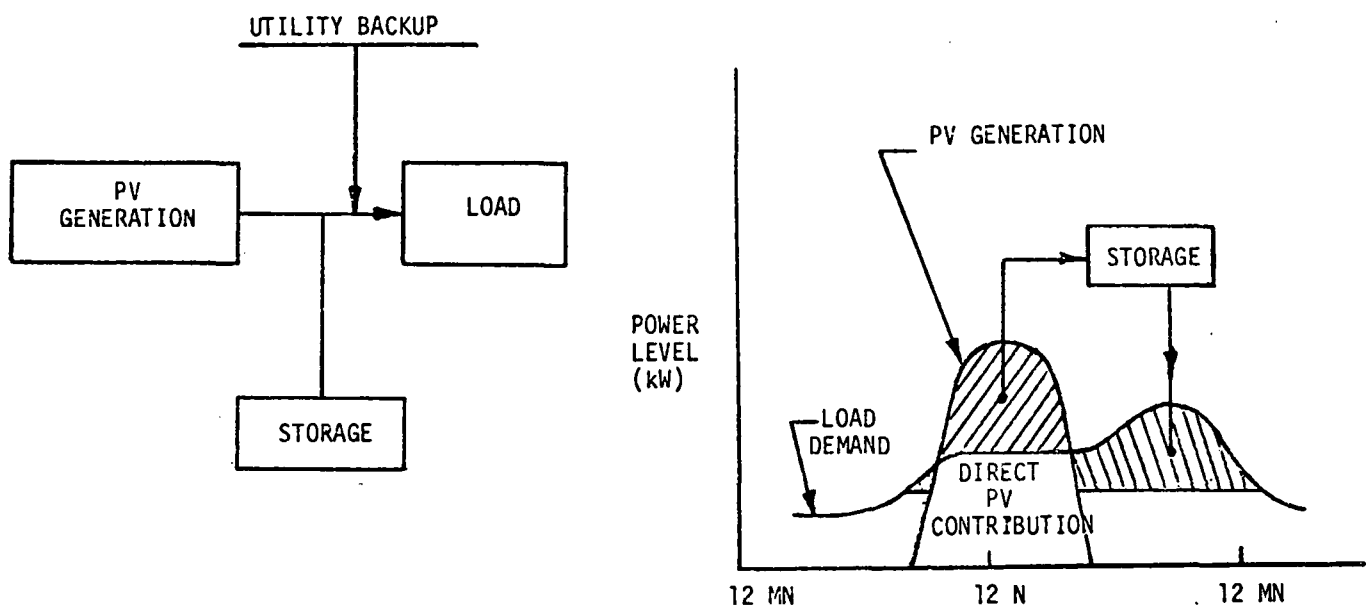 UTILITY BACKUP
PV
GENERATION
LOAD
STORAGE
PV GENERATION
STORAGE
POWER
LEVEL
(kW)
LOAD
DEMAND
DIRECT
PV
CONTRIBUTION
12 MN
12 N
12 MN